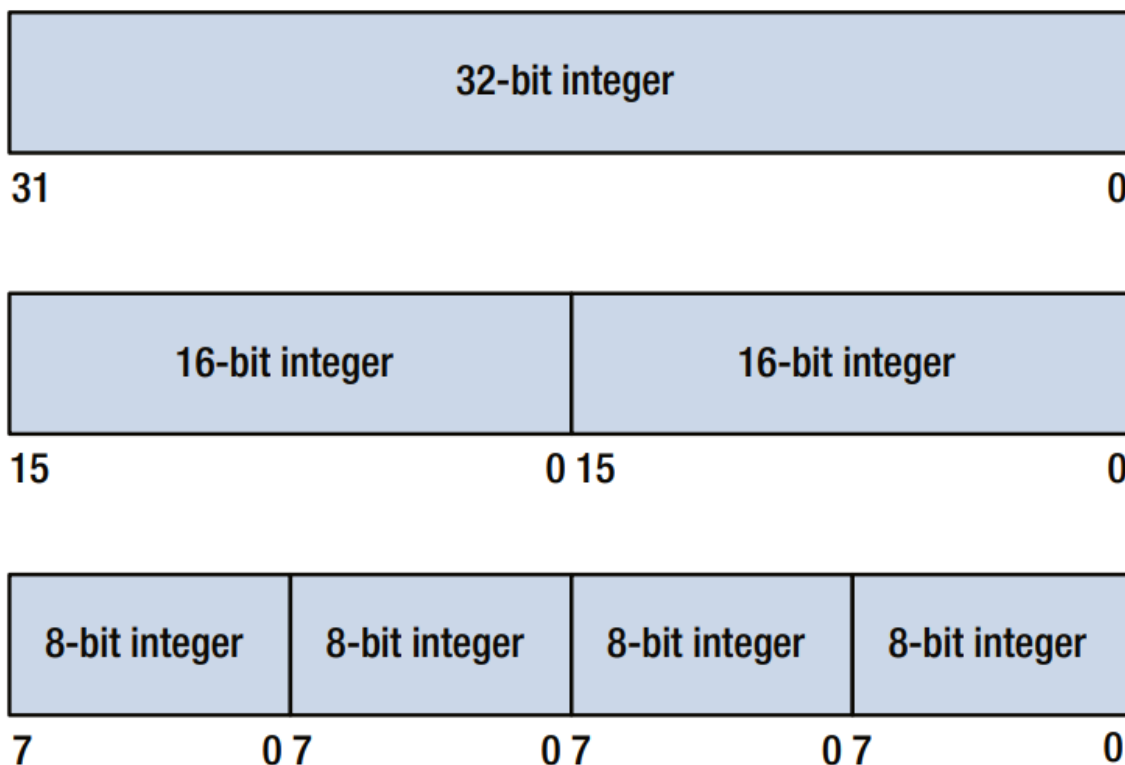 32-bit integer
31 0
16-bit integer 16-bit integer
15 0 15 0
8-bit integer 8-bit integer 8-bit integer 8-bit integer
7 0 7 0 7 0 7 0